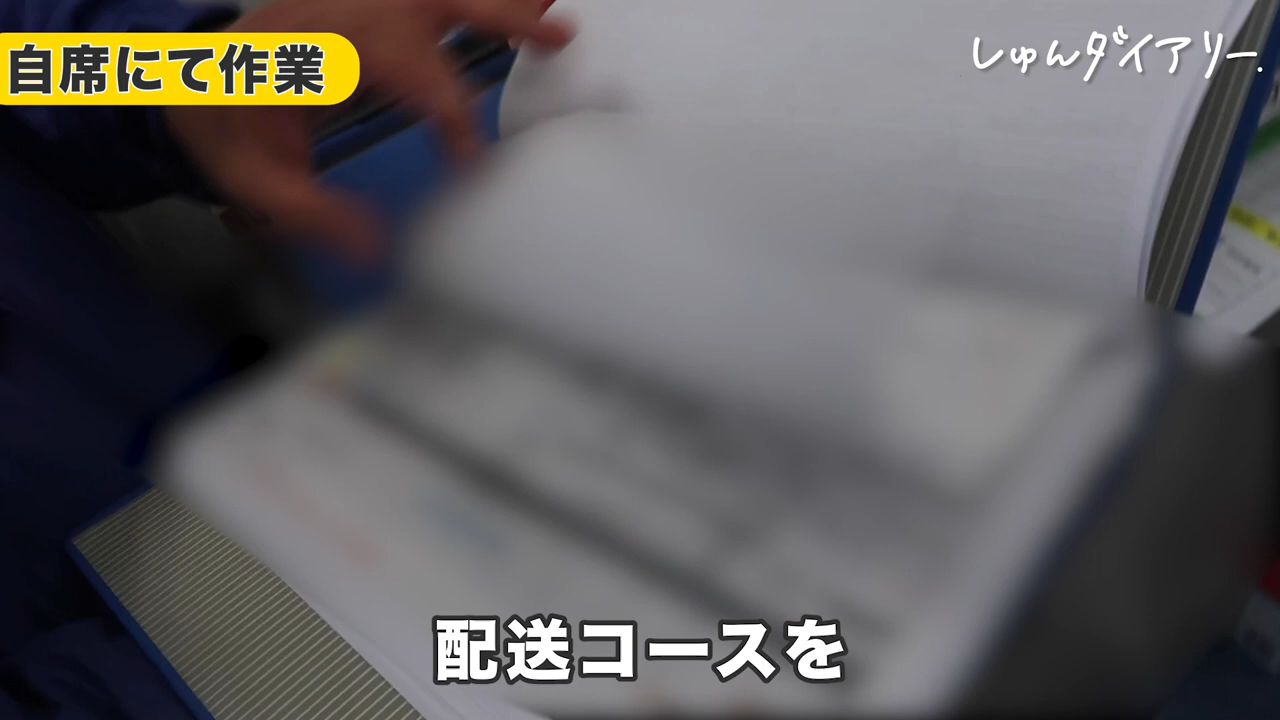 自席にて作業
しゅんダイアリー.
配送コースを